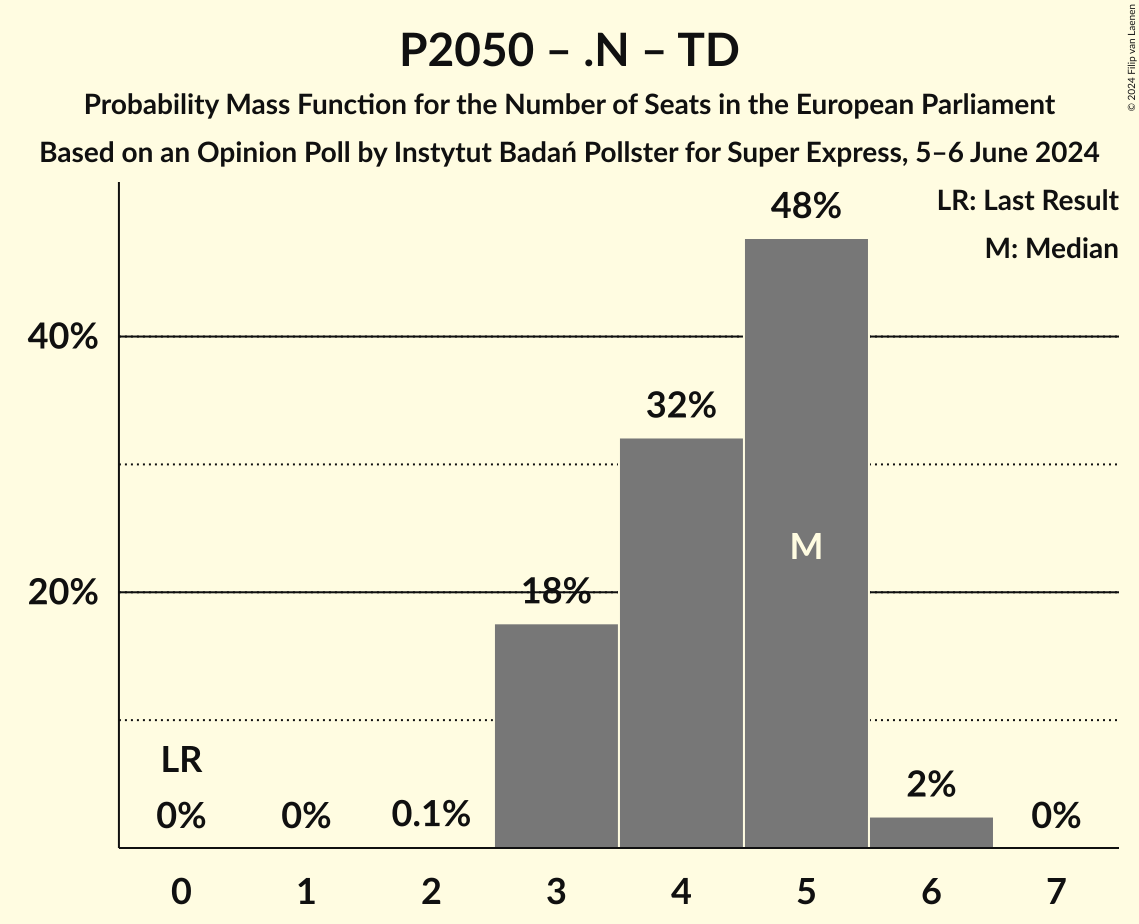 P2050 – .N – TD
Probability Mass Function for the Number of Seats in the European Parliament
Based on an Opinion Poll by Instytut Badań Pollster for Super Express, 5–6 June 2024
© 2024 Filip van Laenen
LR: Last Result
M: Median
48%
40%
32%
M
20%
18%
LR
0%
0%
0.1%
2%
0%
0
1
2
3
4
5
6
7